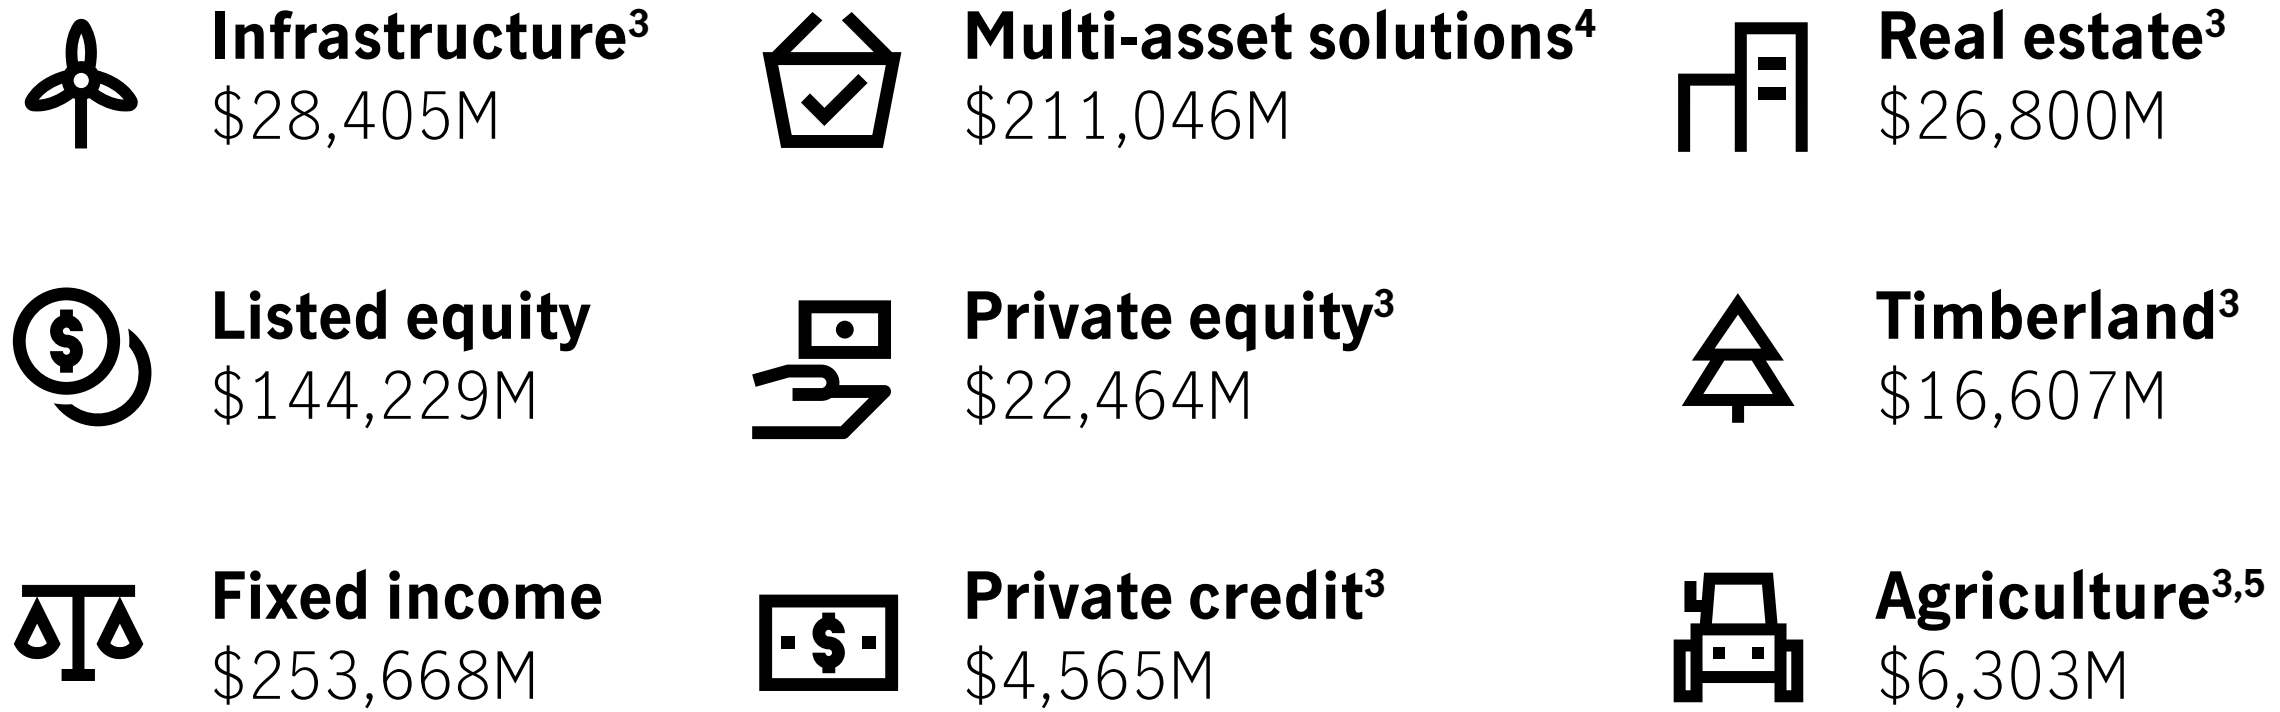 Infrastructure³
$28,405M
Multi-asset solutions⁴
$211,046M
Real estate³
$26,800M
Listed equity
$144,229M
Private equity³
$22,464M
Timberland³
$16,607M
Fixed income
$253,668M
Private credit³
$4,565M
Agriculture³,⁵
$6,303M